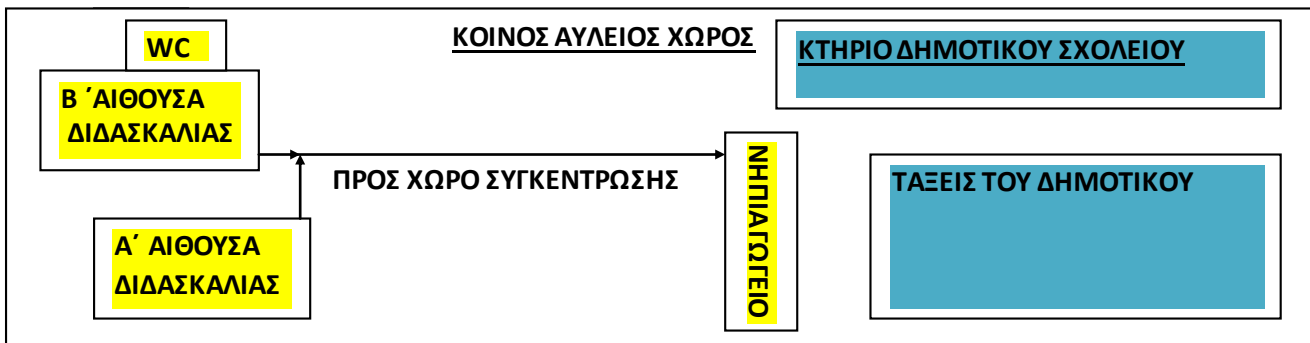 WC
ΚΟΙΝΟΣ ΑΥΛΕΙΟΣ ΧΩΡΟΣ
ΚΤΗΡΙΟ ΔΗΜΟΤΙΚΟΥ ΣΧΟΛΕΙΟΥ
Β ΄ΑΙΘΟΥΣΑ
ΔΙΔΑΣΚΑΛΙΑΣ
ΠΡΟΣ ΧΩΡΟ ΣΥΓΚΕΝΤΡΩΣΗΣ
ΝΗΠΙΑΓΩΓΕΙΟ
ΤΑΞΕΙΣ ΤΟΥ ΔΗΜΟΤΙΚΟΥ
Α΄ ΑΙΘΟΥΣΑ
ΔΙΔΑΣΚΑΛΙΑΣ